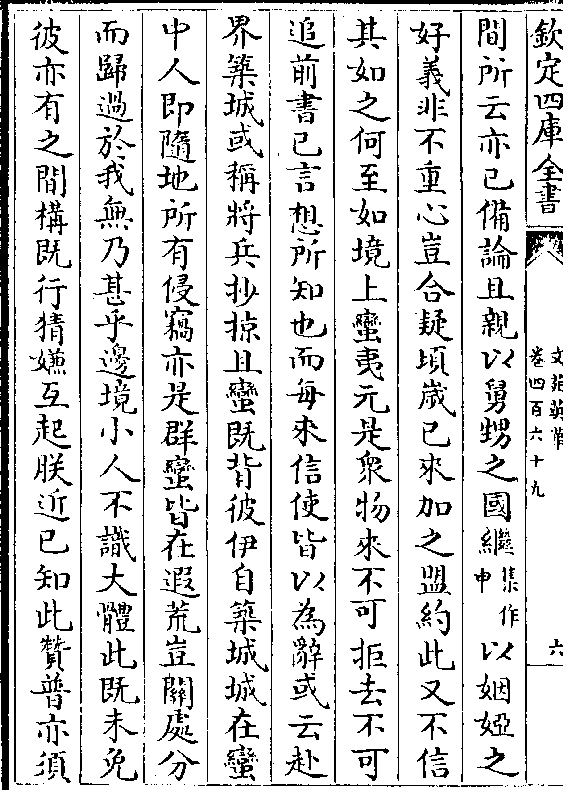 欽定四庫全書
文苑英華
卷四百六十九
六
間所云亦已備論且親以舅甥之國繼集作申以姻婭之
好義非不重心豈合疑頃歲已來加之盟約此又不信
其如之何至如境上蠻夷元是衆物來不可拒去不可
追前書已言想所知也而每來信使皆以為辭或云赴
界築城或稱將兵抄掠且蠻既背彼伊自築城城在蠻
中人即隨地所有侵竊亦是群蠻皆在遐荒豈關處分
而歸過於我無乃甚乎邊境小人不識大體此既未免
彼亦有之間構既行猜嫌互起朕近已知此贊普亦須